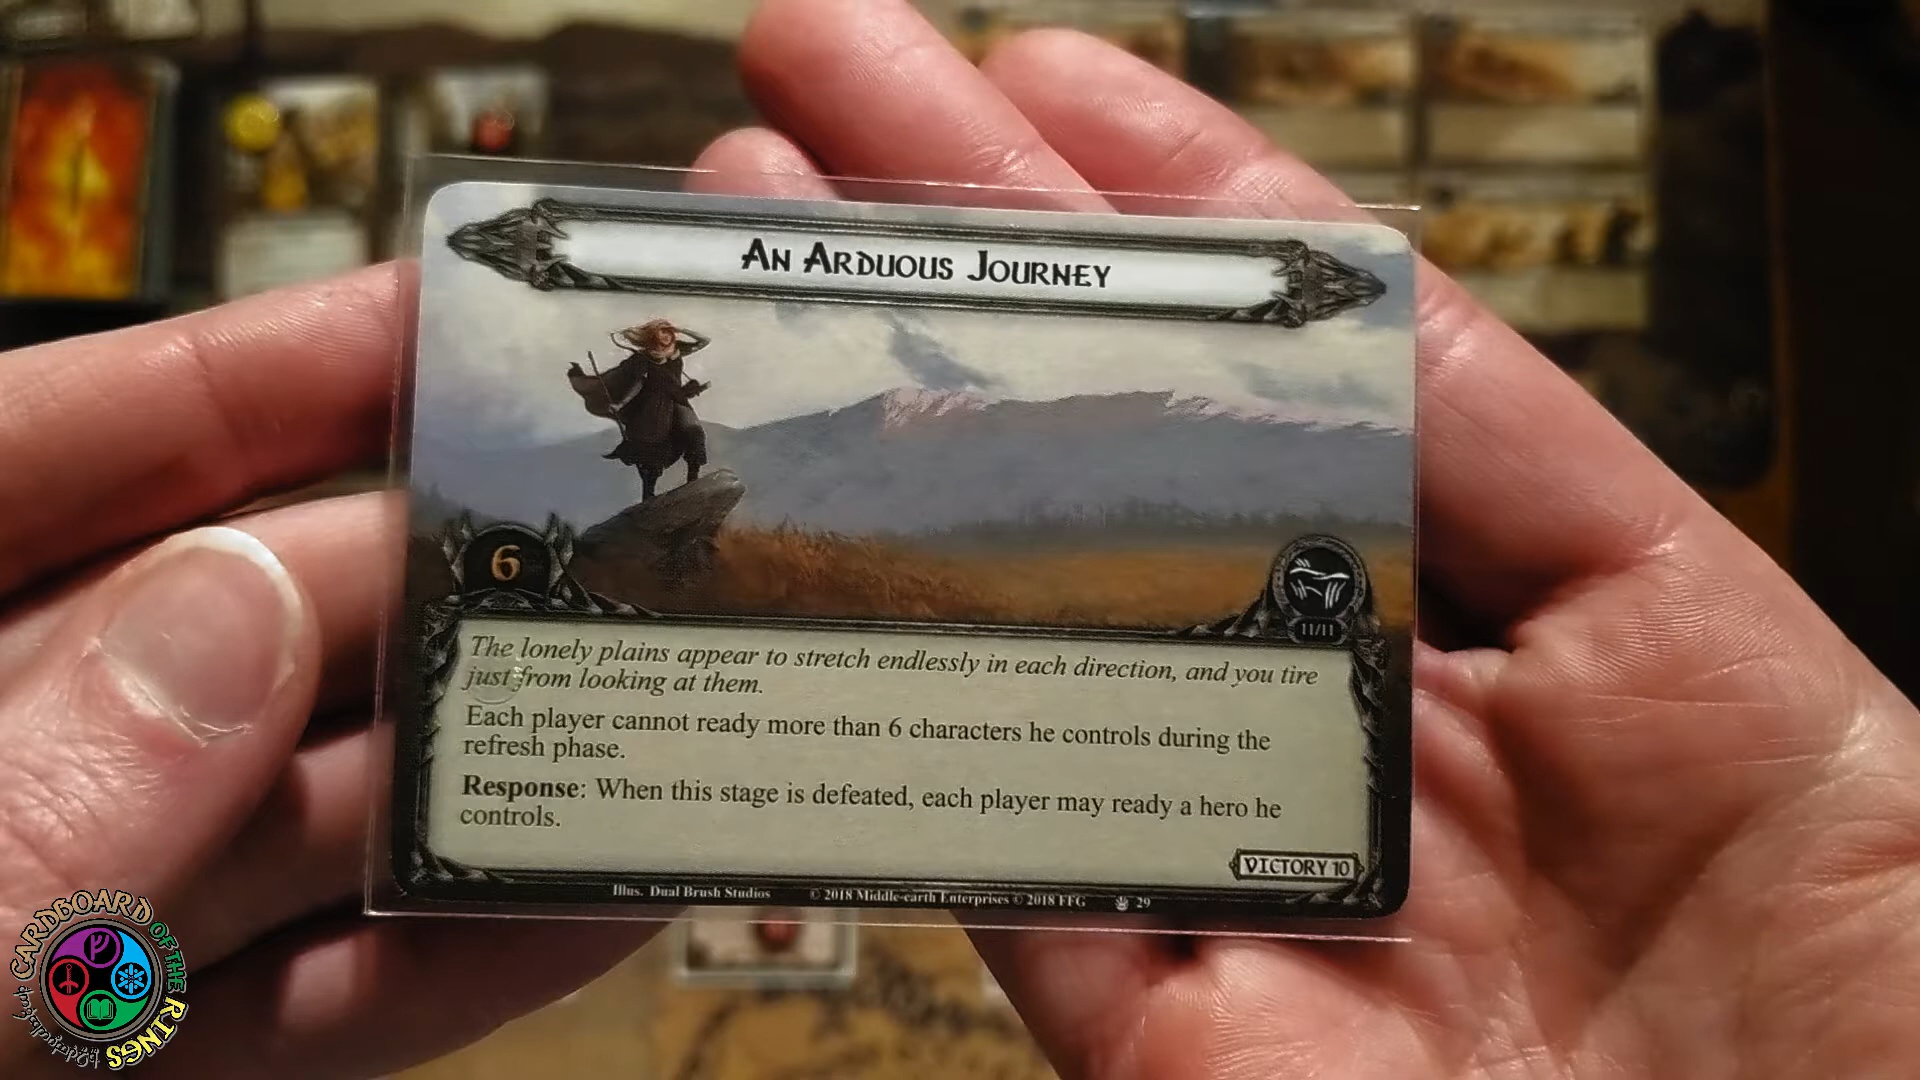 An Arduous Journey
6
11/11
The lonely plains appear to stretch endlessly in each direction, and you tire
just from looking at them.
Each player cannot ready more than 6 characters he controls during the
refresh phase.
Response: When this stage is defeated, each player may ready a hero he
controls.
VICTORY 10
Illus. Dual Brush Studios © 2018 Middle-earth Enterprises © 2018 FFG 29
CARDBOARD OF THE RINGS